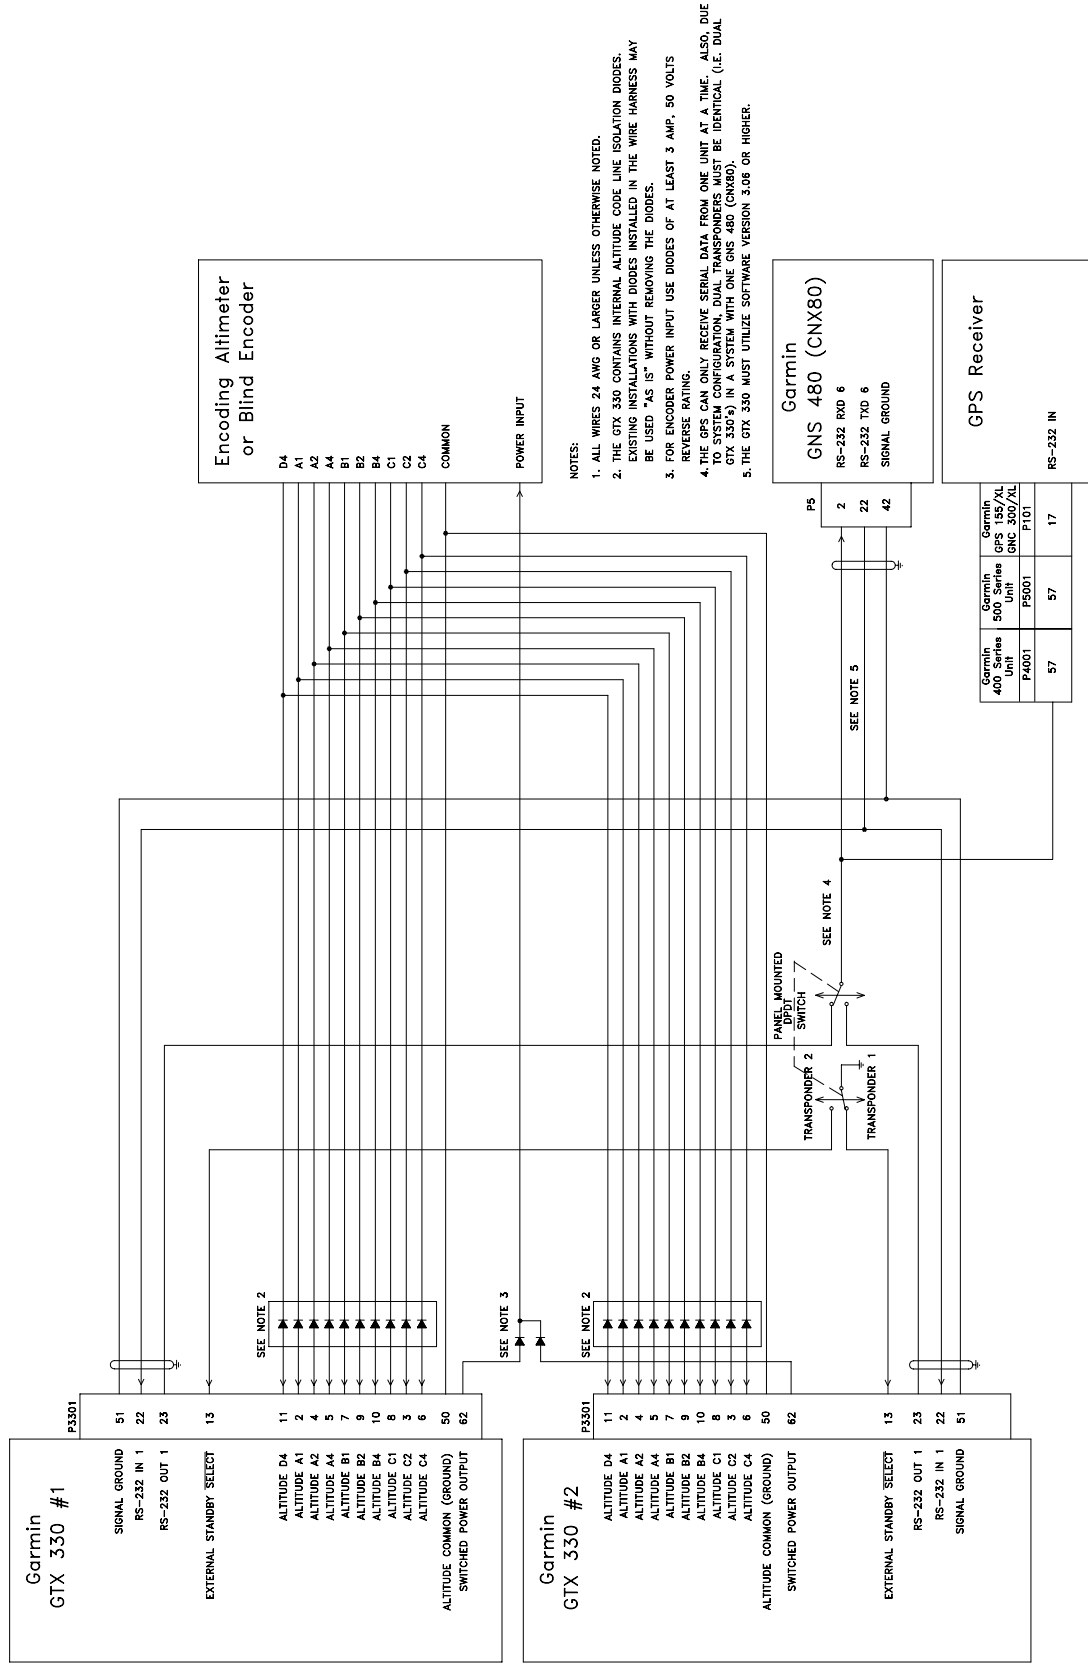 Garmin
GTX 330 #1
P3301
SIGNAL GROUND 51
RS-232 IN 1 22
RS-232 OUT 1 23
EXTERNAL STANDBY SELECT 13
SEE NOTE 2
ALTITUDE D4 11
ALTITUDE A1 2
ALTITUDE A2 4
ALTITUDE A4 5
ALTITUDE B1 7
ALTITUDE B2 9
ALTITUDE B4 10
ALTITUDE C1 8
ALTITUDE C2 3
ALTITUDE C4 6
ALTITUDE COMMON (GROUND) 50
SWITCHED POWER OUTPUT 62
SEE NOTE 3
Garmin
GTX 330 #2
P3301
SEE NOTE 2
ALTITUDE D4 11
ALTITUDE A1 2
ALTITUDE A2 4
ALTITUDE A4 5
ALTITUDE B1 7
ALTITUDE B2 9
ALTITUDE B4 10
ALTITUDE C1 8
ALTITUDE C2 3
ALTITUDE C4 6
ALTITUDE COMMON (GROUND) 50
SWITCHED POWER OUTPUT 62
EXTERNAL STANDBY SELECT 13
RS-232 OUT 1 23
RS-232 IN 1 22
SIGNAL GROUND 51
PANEL MOUNTED
DPDT
SWITCH
TRANSPONDER 2
TRANSPONDER 1
SEE NOTE 4
SEE NOTE 5
Encoding Altimeter
or Blind Encoder
D4
A1
A2
A4
B1
B2
B4
C1
C2
C4
COMMON
POWER INPUT
NOTES:
1. ALL WIRES 24 AWG OR LARGER UNLESS OTHERWISE NOTED.
2. THE GTX 330 CONTAINS INTERNAL ALTITUDE CODE LINE ISOLATION DIODES.
EXISTING INSTALLATIONS WITH DIODES INSTALLED IN THE WIRE HARNESS MAY
BE USED "AS IS" WITHOUT REMOVING THE DIODES.
3. FOR ENCODER POWER INPUT USE DIODES OF AT LEAST 3 AMP, 50 VOLTS
REVERSE RATING.
4. THE GPS CAN ONLY RECEIVE SERIAL DATA FROM ONE UNIT AT A TIME. ALSO, DUE
TO SYSTEM CONFIGURATION, DUAL TRANSPONDERS MUST BE IDENTICAL (I.E. DUAL
GTX 330's) IN A SYSTEM WITH ONE GNS 480 (CNX80).
5. THE GTX 330 MUST UTILIZE SOFTWARE VERSION 3.06 OR HIGHER.
Garmin
GNS 480 (CNX80)
P5
2 RS-232 RXD 6
22 RS-232 TXD 6
42 SIGNAL GROUND
GPS Receiver
Garmin
400 Series
Unit
Garmin
500 Series
Unit
Garmin
GPS 155/XL
GNC 300/XL
P4001 P5001 P101
57 57 17 RS-232 IN